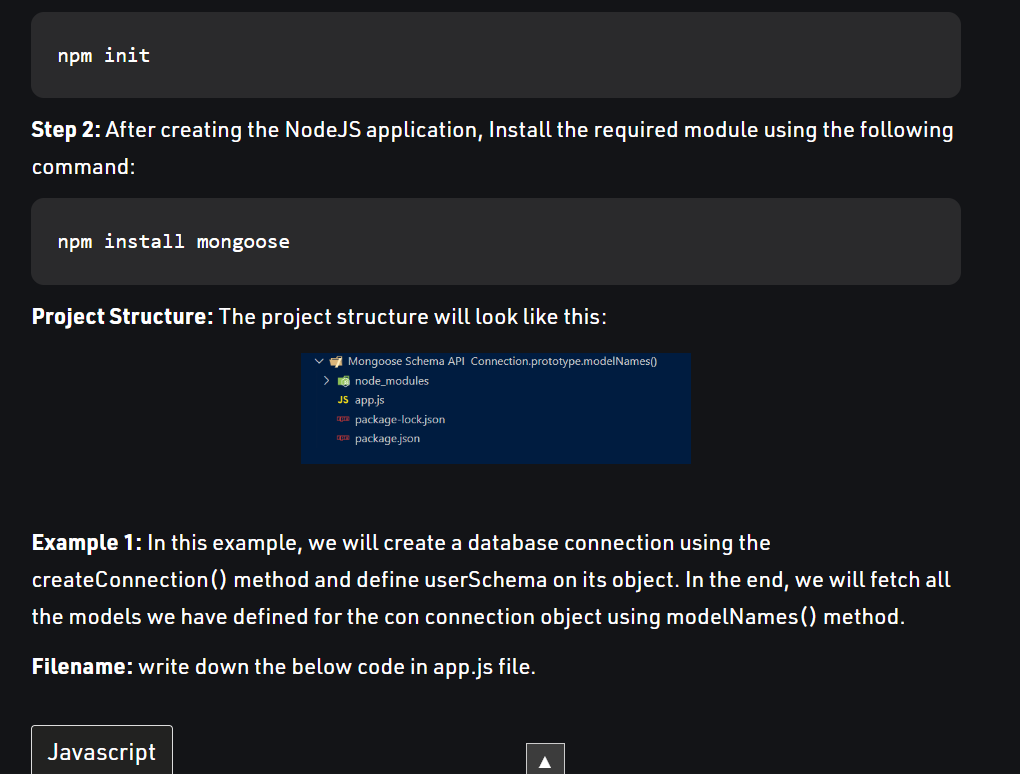 npm init
Step 2: After creating the NodeJS application, Install the required module using the following
command:
npm install mongoose
Project Structure: The project structure will look like this:
Mongoose Schema API Connection.prototype.modelNames()
node_modules
JS app.js
package-lock.json
package.json
Example 1: In this example, we will create a database connection using the
createConnection() method and define userSchema on its object. In the end, we will fetch all
the models we have defined for the con connection object using modelNames() method.
Filename: write down the below code in app.js file.
Javascript